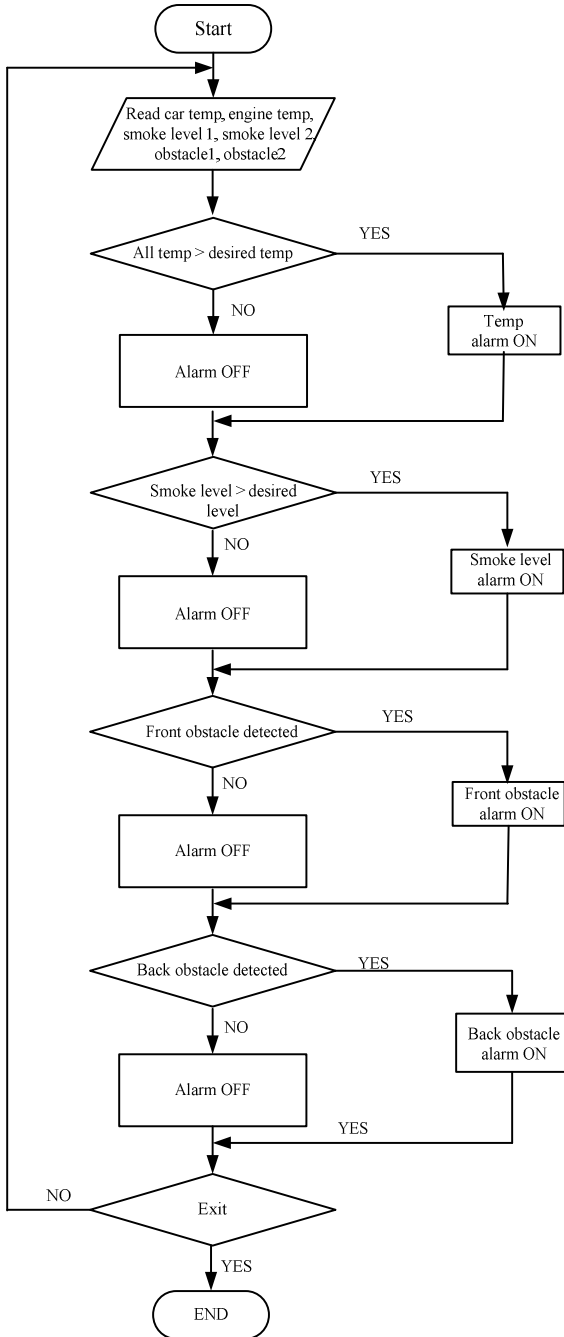 Start
Read car temp, engine temp,
smoke level 1, smoke level 2,
obstacle1, obstacle2
All temp > desired temp
YES
NO
Temp
alarm ON
Alarm OFF
Smoke level > desired
level
YES
NO
Smoke level
alarm ON
Alarm OFF
Front obstacle detected
YES
NO
Front obstacle
alarm ON
Alarm OFF
Back obstacle detected
YES
NO
Back obstacle
alarm ON
Alarm OFF
YES
NO
Exit
YES
END